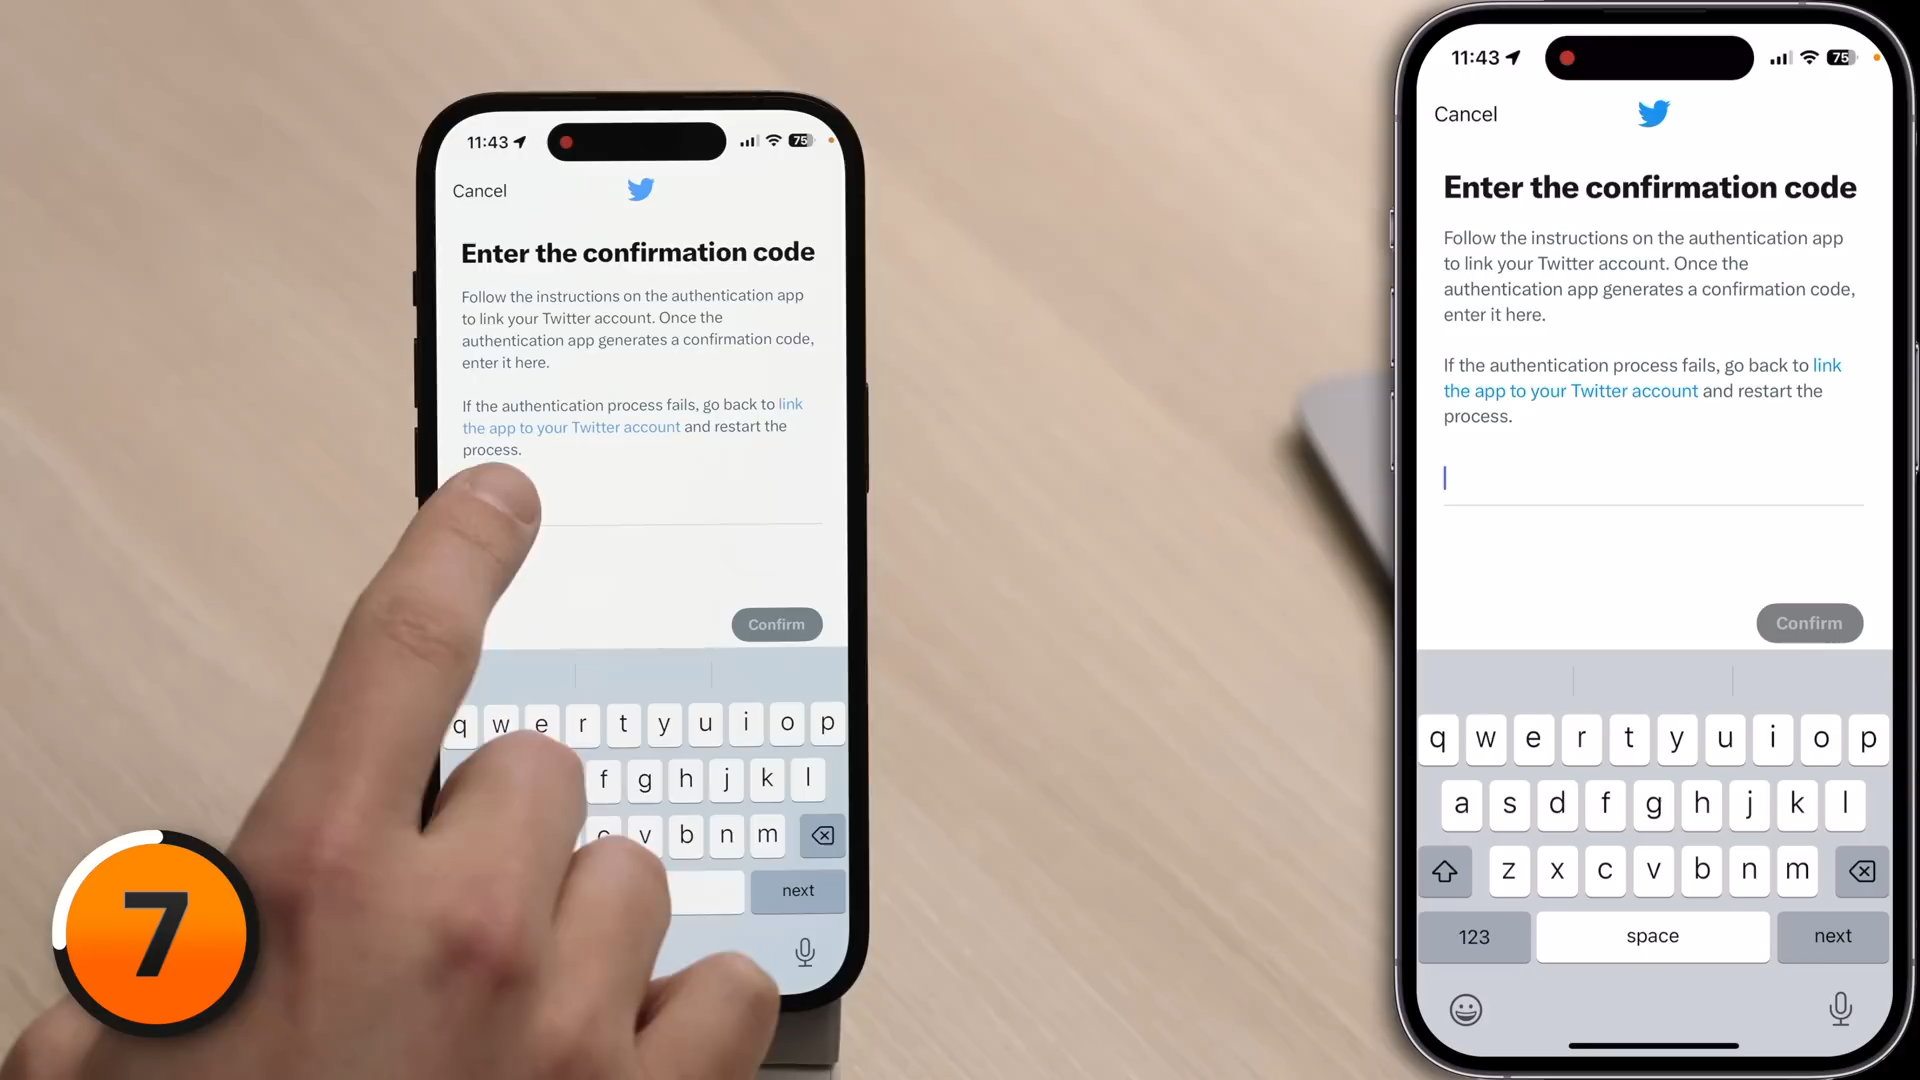 11:43
75
Cancel
Enter the confirmation code
Follow the instructions on the authentication app
to link your Twitter account. Once the
authentication app generates a confirmation code,
enter it here.
If the authentication process fails, go back to link
the app to your Twitter account and restart the
process.
Confirm
q w e r t y u i o p
f g h j k l
c v b n m
next
7
11:43
75
Cancel
Enter the confirmation code
Follow the instructions on the authentication app
to link your Twitter account. Once the
authentication app generates a confirmation code,
enter it here.
If the authentication process fails, go back to link
the app to your Twitter account and restart the
process.
Confirm
q w e r t y u i o p
a s d f g h j k l
z x c v b n m
123 space next